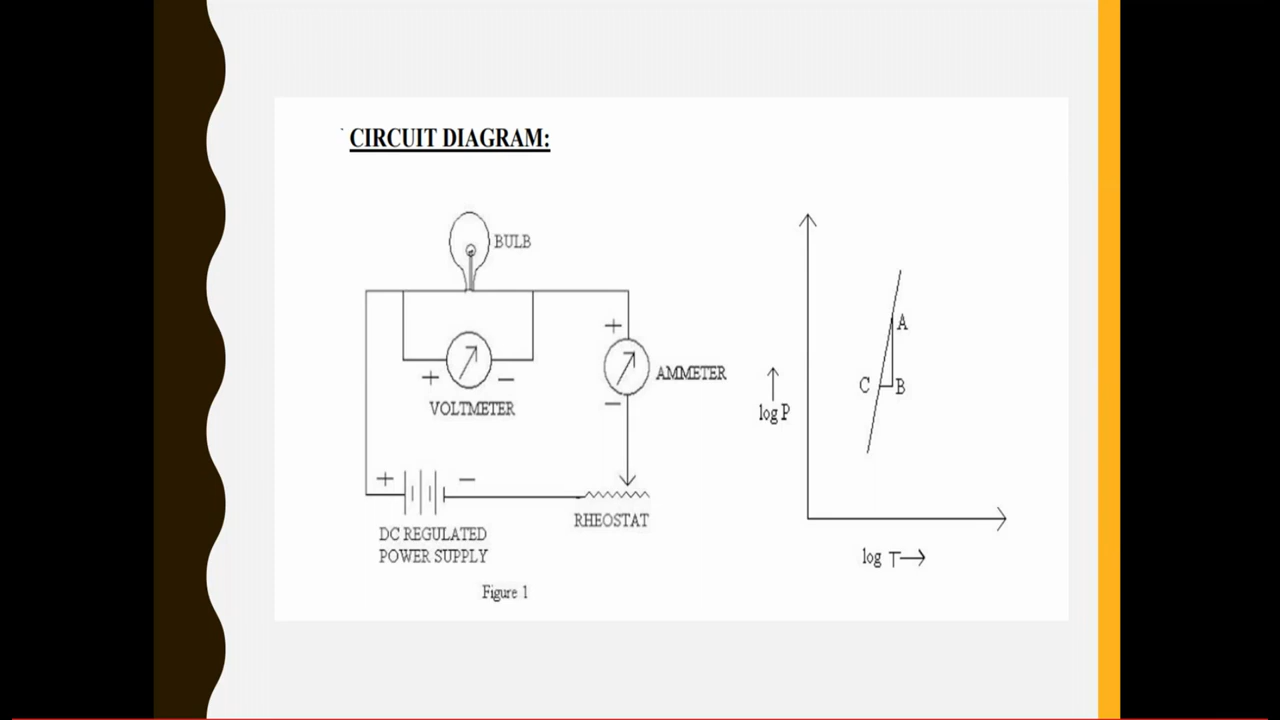 CIRCUIT DIAGRAM:
BULB
+
AMMETER
−
+ −
VOLTMETER
+ −
DC REGULATED
POWER SUPPLY
RHEOSTAT
Figure 1
A
C B
log P
log T